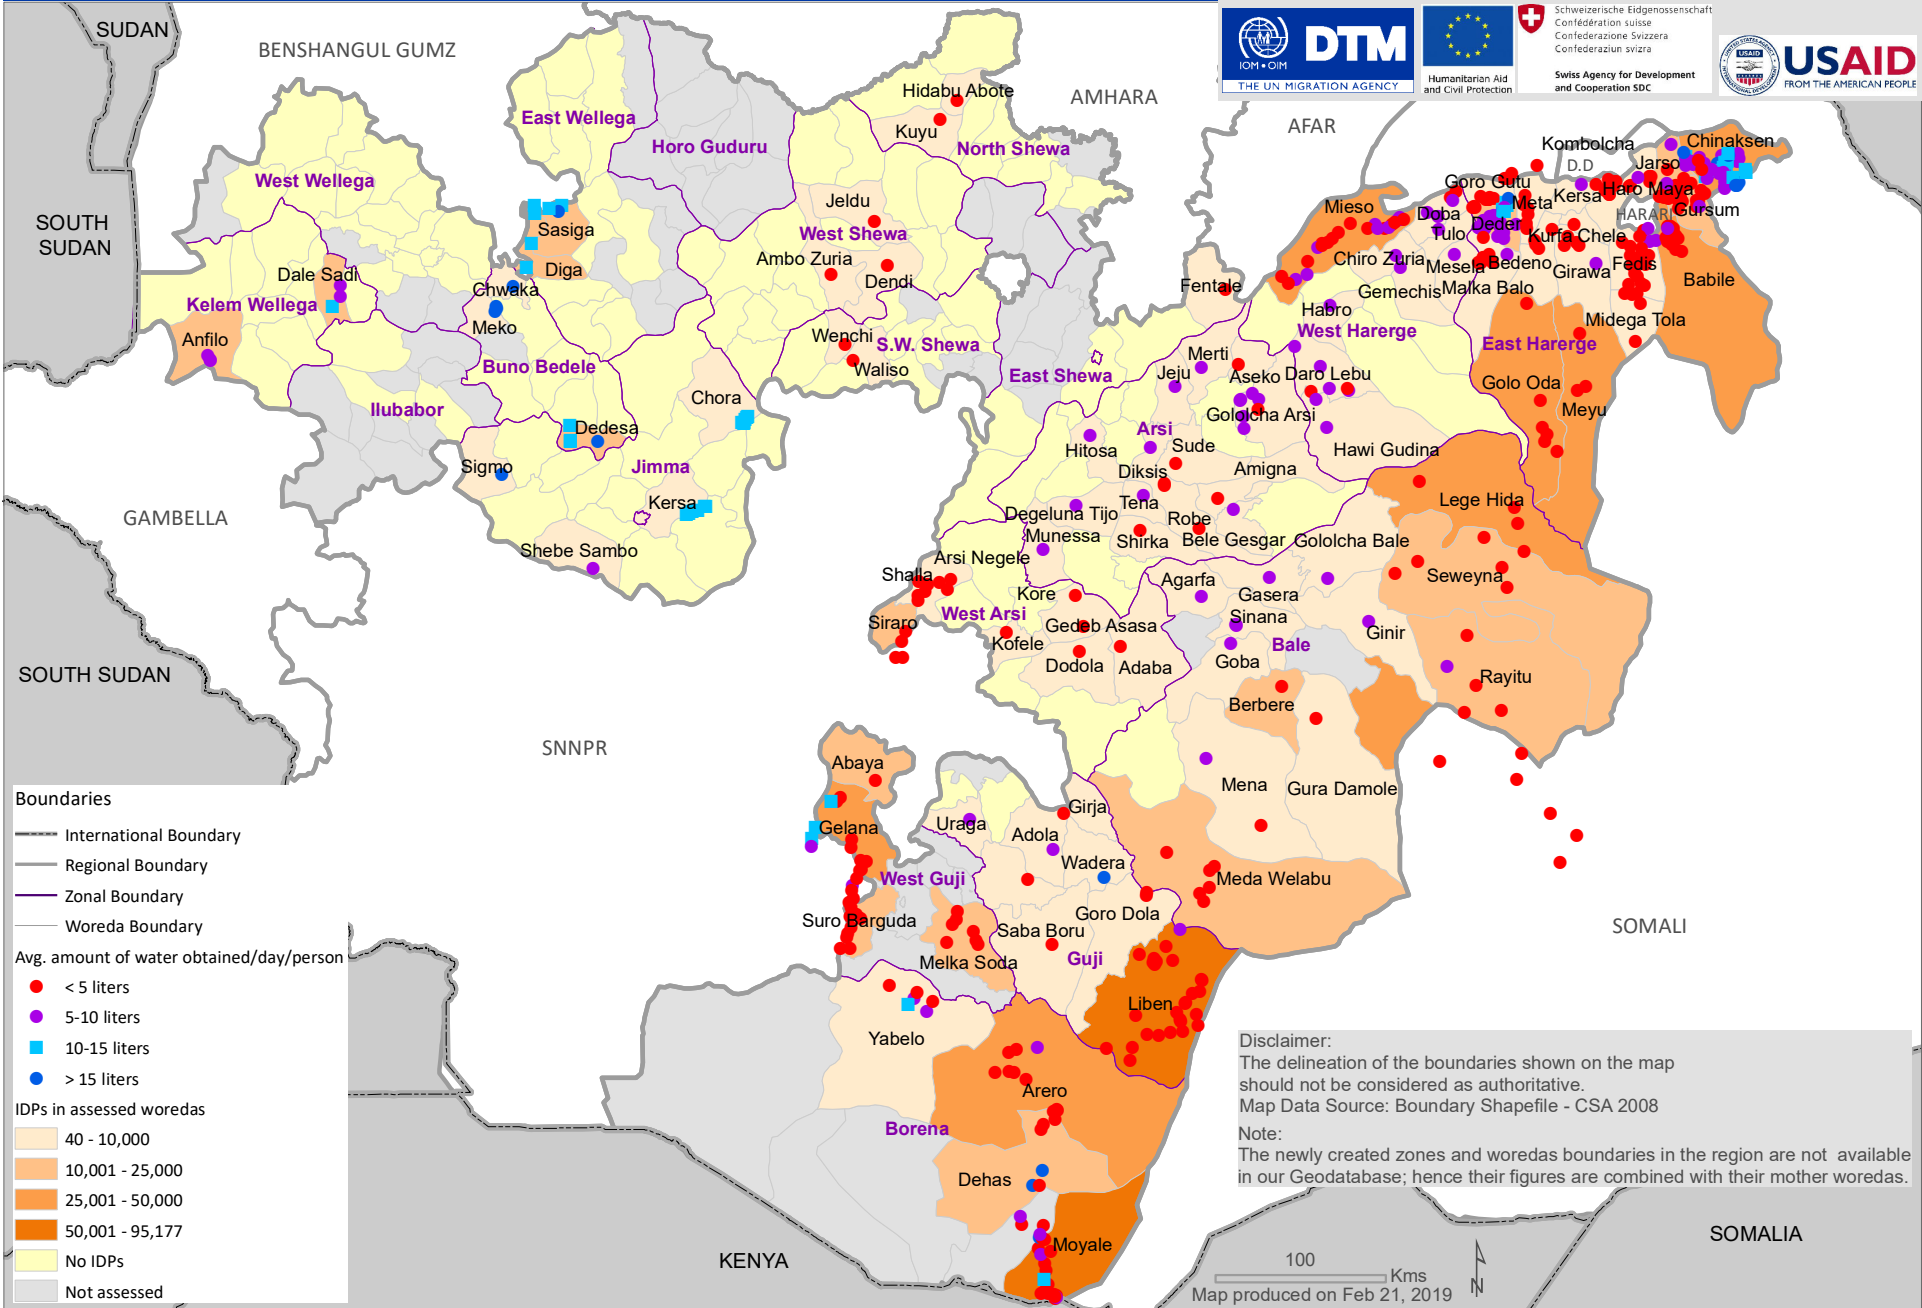 SUDAN
BENSHANGUL GUMZ
AMHARA
AFAR
SOUTH
SUDAN
SOUTH SUDAN
GAMBELLA
SNNPR
SOMALI
SOMALIA
KENYA
D.D
HARARI
IOM • OIM
DTM
THE UN MIGRATION AGENCY
Humanitarian Aid
and Civil Protection
Schweizerische Eidgenossenschaft
Confédération suisse
Confederazione Svizzera
Confederaziun svizra
Swiss Agency for Development
and Cooperation SDC
USAID
USAID
FROM THE AMERICAN PEOPLE
East Wellega
Horo Guduru
North Shewa
West Wellega
West Shewa
Kelem Wellega
Buno Bedele
S.W. Shewa
East Shewa
Ilubabor
Jimma
Arsi
West Arsi
West Harerge
East Harerge
Bale
West Guji
Guji
Borena
Hidabu Abote
Kuyu
Jeldu
Ambo Zuria
Dendi
Wenchi
Waliso
Sasiga
Diga
Dale Sadi
Chwaka
Meko
Anfilo
Chora
Dedesa
Sigmo
Kersa
Shebe Sambo
Kombolcha
Chinaksen
Jarso
Goro Gutu
Meta
Kersa
Haro Maya
Gursum
Mieso
Doba
Tulo
Deder
Kurfa Chele
Chiro Zuria
Mesela
Bedeno
Girawa
Fedis
Babile
Fentale
Gemechis
Malka Balo
Habro
Midega Tola
Merti
Jeju
Aseko
Daro Lebu
Golo Oda
Meyu
Gololcha Arsi
Hitosa
Sude
Diksis
Amigna
Hawi Gudina
Tena
Degeluna Tijo
Robe
Lege Hida
Munessa
Shirka
Bele Gesgar
Gololcha Bale
Arsi Negele
Shalla
Agarfa
Gasera
Seweyna
Kore
Siraro
Gedeb Asasa
Sinana
Ginir
Kofele
Dodola
Adaba
Goba
Rayitu
Berbere
Abaya
Mena
Gura Damole
Girja
Gelana
Uraga
Adola
Wadera
Meda Welabu
Suro Barguda
Goro Dola
Saba Boru
Melka Soda
Liben
Yabelo
Arero
Dehas
Moyale
Boundaries
International Boundary
Regional Boundary
Zonal Boundary
Woreda Boundary
Avg. amount of water obtained/day/person
< 5 liters
5-10 liters
10-15 liters
> 15 liters
IDPs in assessed woredas
40 - 10,000
10,001 - 25,000
25,001 - 50,000
50,001 - 95,177
No IDPs
Not assessed
Disclaimer:
The delineation of the boundaries shown on the map
should not be considered as authoritative.
Map Data Source: Boundary Shapefile - CSA 2008
Note:
The newly created zones and woredas boundaries in the region are not available
in our Geodatabase; hence their figures are combined with their mother woredas.
100
Kms
N
Map produced on Feb 21, 2019